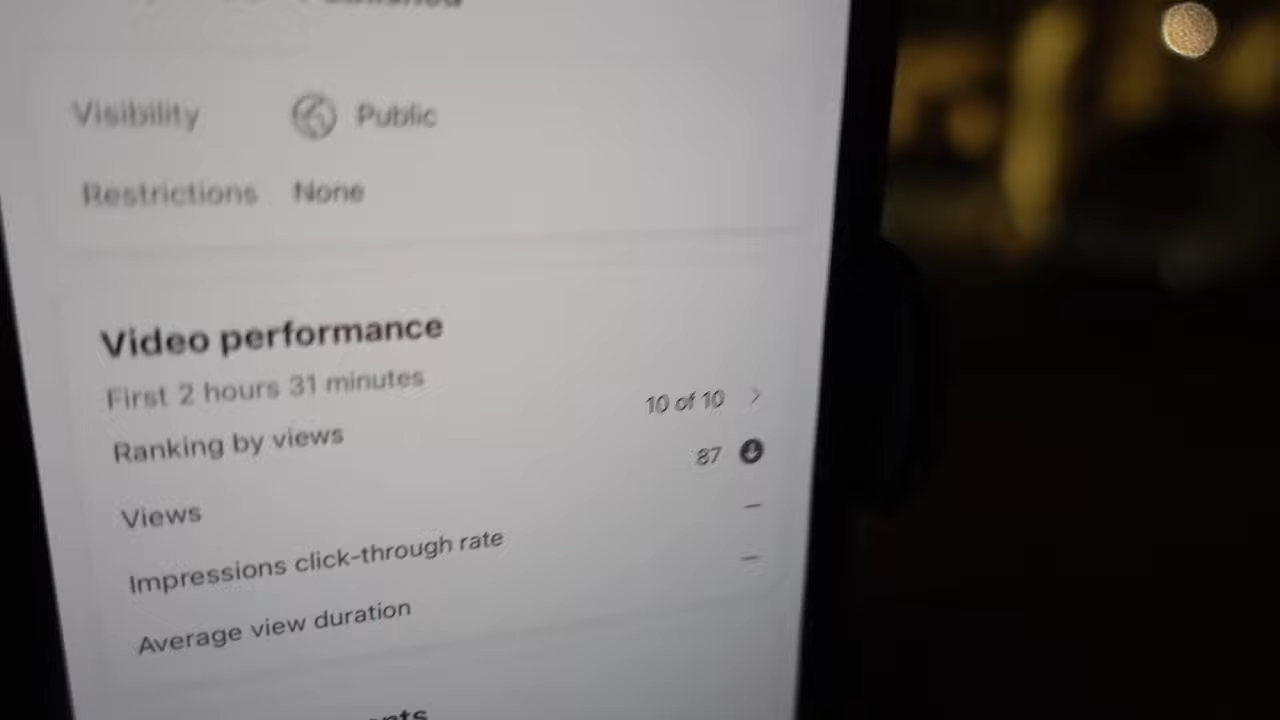 Visibility Public
Restrictions None
Video performance
First 2 hours 31 minutes
Ranking by views 10 of 10
Views 87
Impressions click-through rate –
Average view duration –